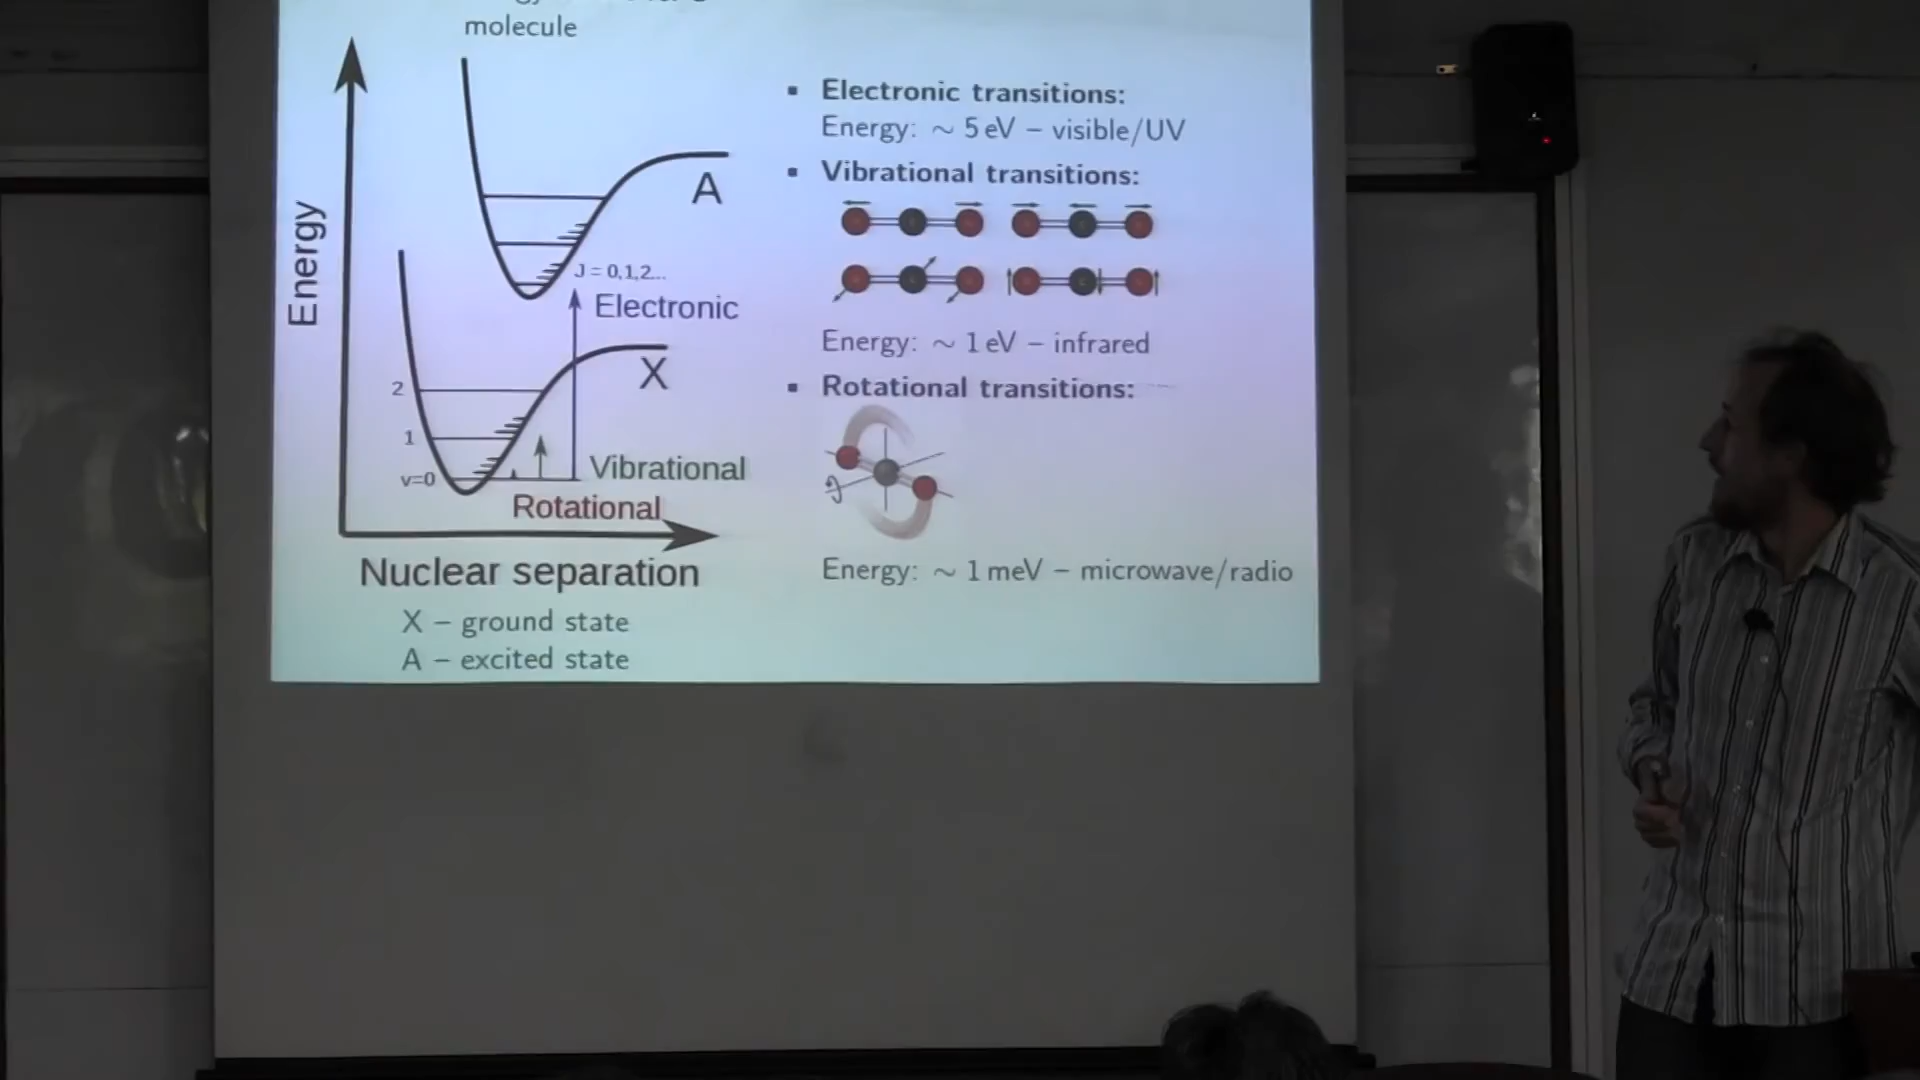 molecule
Energy
A
J = 0,1,2...
Electronic
X
2
1
v=0
Vibrational
Rotational
Nuclear separation
X – ground state
A – excited state
▪ Electronic transitions:
Energy: ∼ 5 eV – visible/UV
▪ Vibrational transitions:
Energy: ∼ 1 eV – infrared
▪ Rotational transitions:
Energy: ∼ 1 meV – microwave/radio